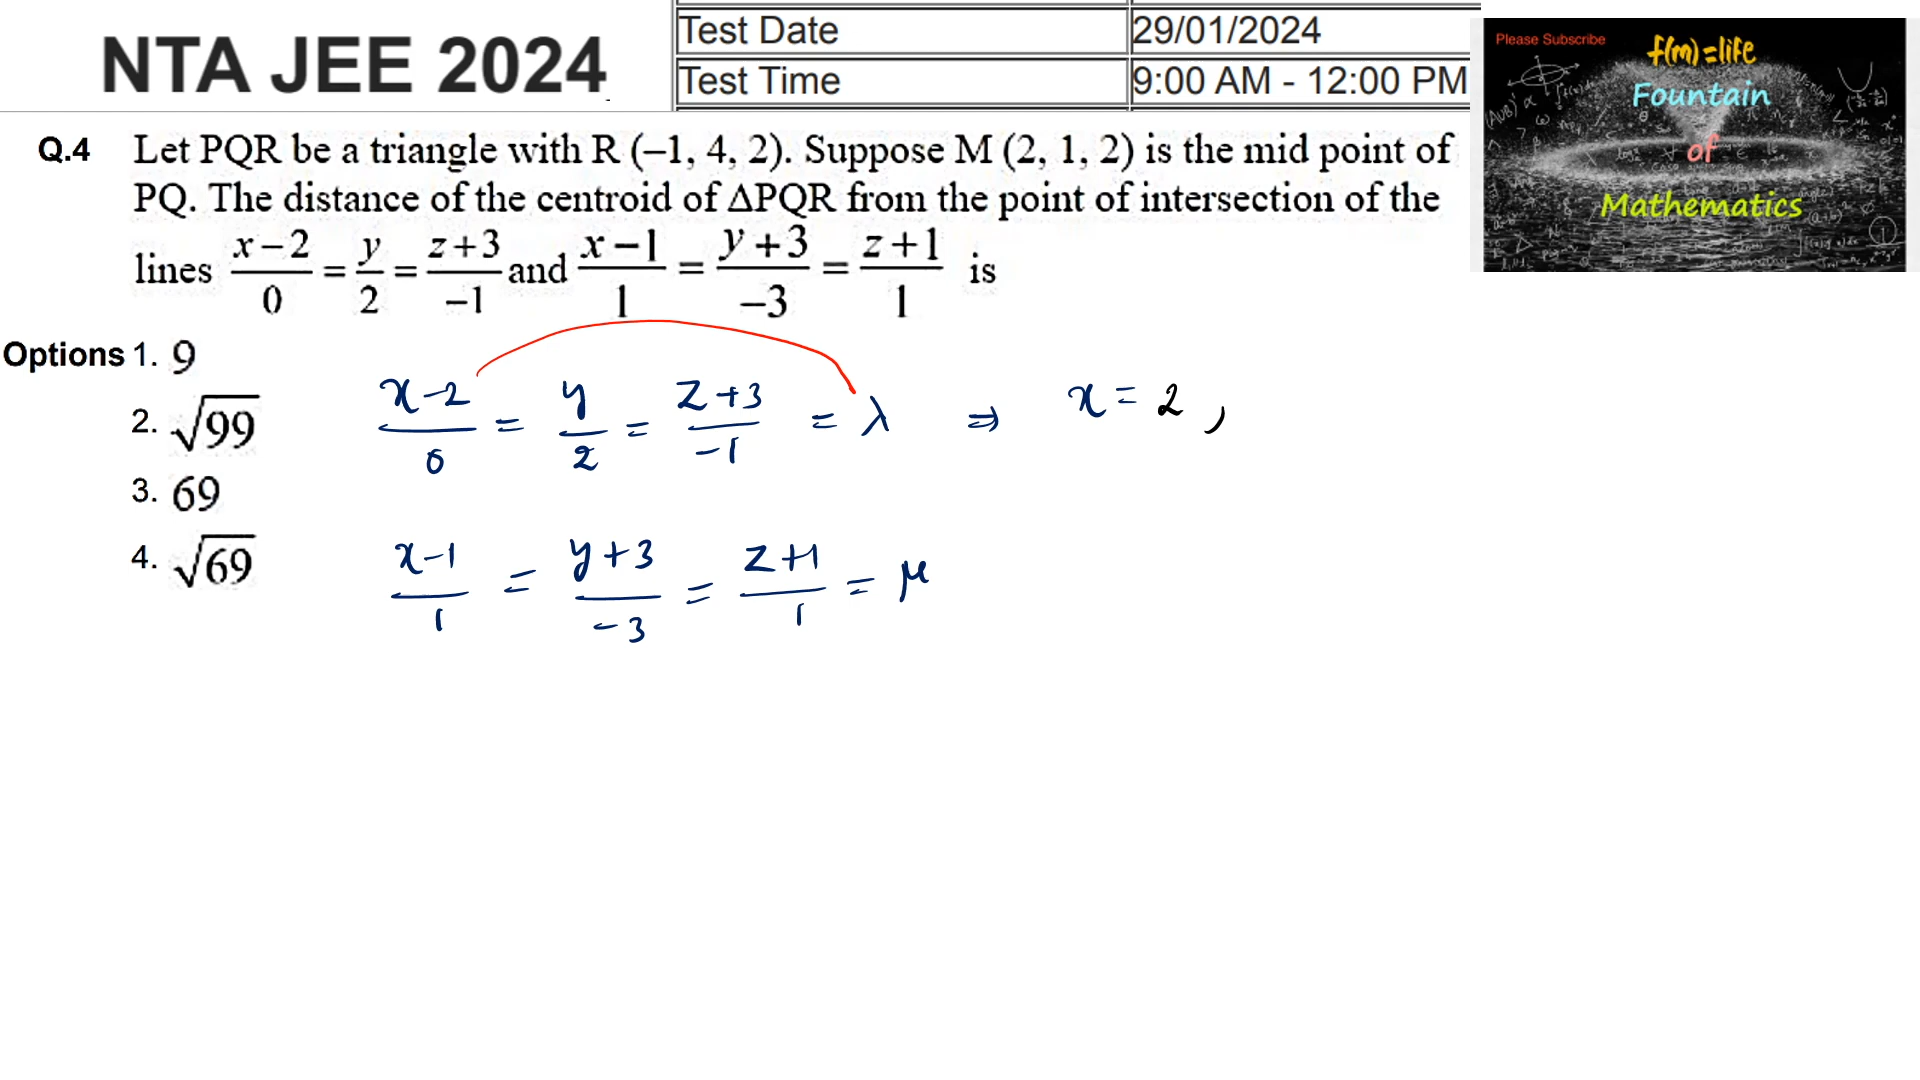 NTA JEE 2024
Test Date 29/01/2024
Test Time 9:00 AM - 12:00 PM
Please Subscribe
f(m)=life
Fountain
of
Mathematics
Q.4 Let PQR be a triangle with R (−1, 4, 2). Suppose M (2, 1, 2) is the mid point of
PQ. The distance of the centroid of ΔPQR from the point of intersection of the
lines (x−2)/0 = y/2 = (z+3)/−1 and (x−1)/1 = (y+3)/−3 = (z+1)/1 is
Options 1. 9
2. √99
3. 69
4. √69
(x−2)/0 = y/2 = (z+3)/−1 = λ ⇒ x = 2 ,
(x−1)/1 = (y+3)/−3 = (z+1)/1 = μ